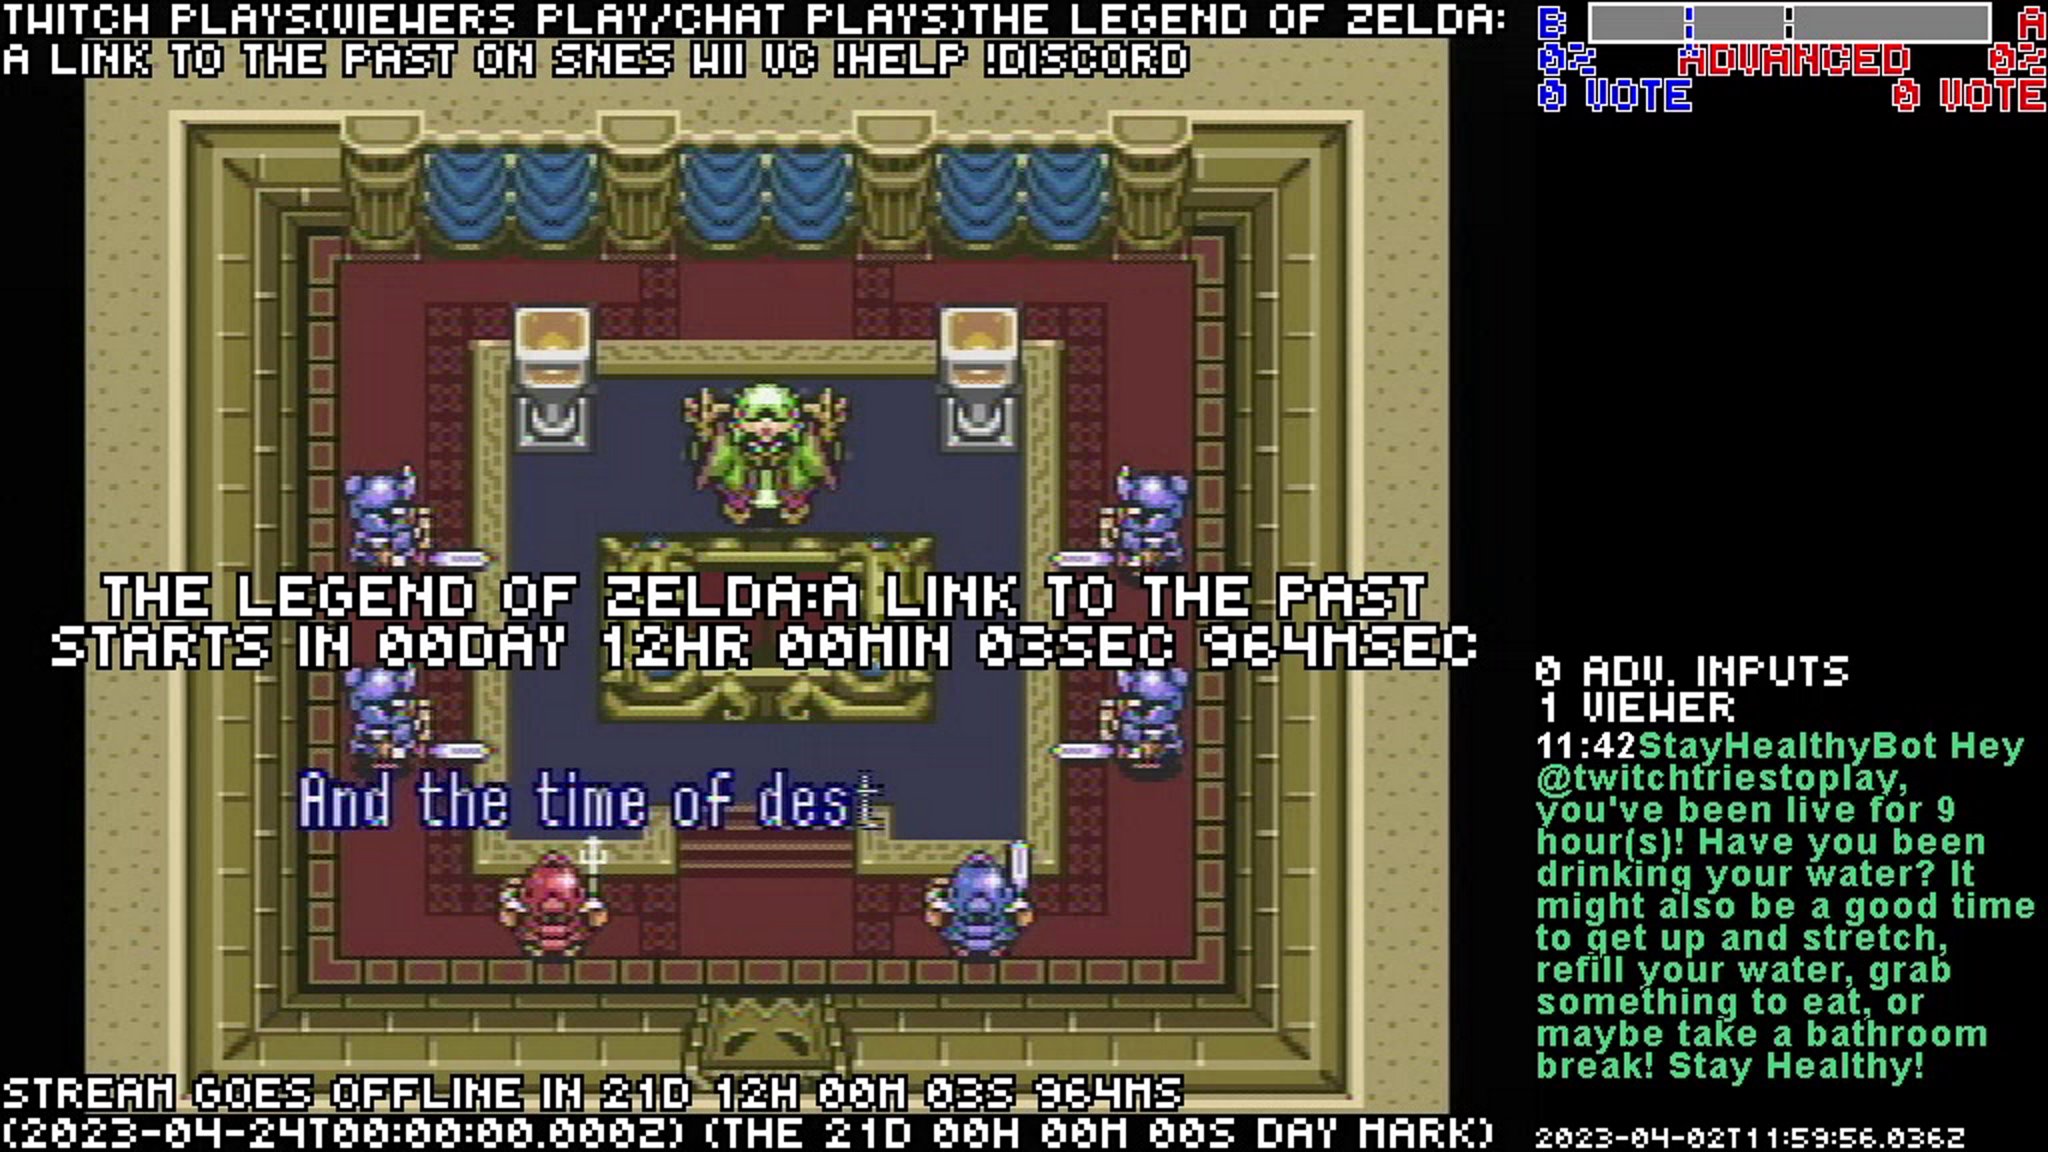 TWITCH PLAYS(VIEWERS PLAY/CHAT PLAYS)THE LEGEND OF ZELDA:
A LINK TO THE PAST ON SNES WII VC !HELP !DISCORD
B A
0% ADVANCED 0%
0 VOTE 0 VOTE
THE LEGEND OF ZELDA:A LINK TO THE PAST
STARTS IN 00DAY 12HR 00MIN 03SEC 964MSEC
And the time of dest
0 ADV. INPUTS
1 VIEWER
11:42StayHealthyBot Hey
@twitchtriestoplay,
you've been live for 9
hour(s)! Have you been
drinking your water? It
might also be a good time
to get up and stretch,
refill your water, grab
something to eat, or
maybe take a bathroom
break! Stay Healthy!
STREAM GOES OFFLINE IN 21D 12H 00M 03S 964MS
(2023-04-24T00:00:00.000Z) (THE 21D 00H 00M 00S DAY MARK)
2023-04-02T11:59:56.036Z